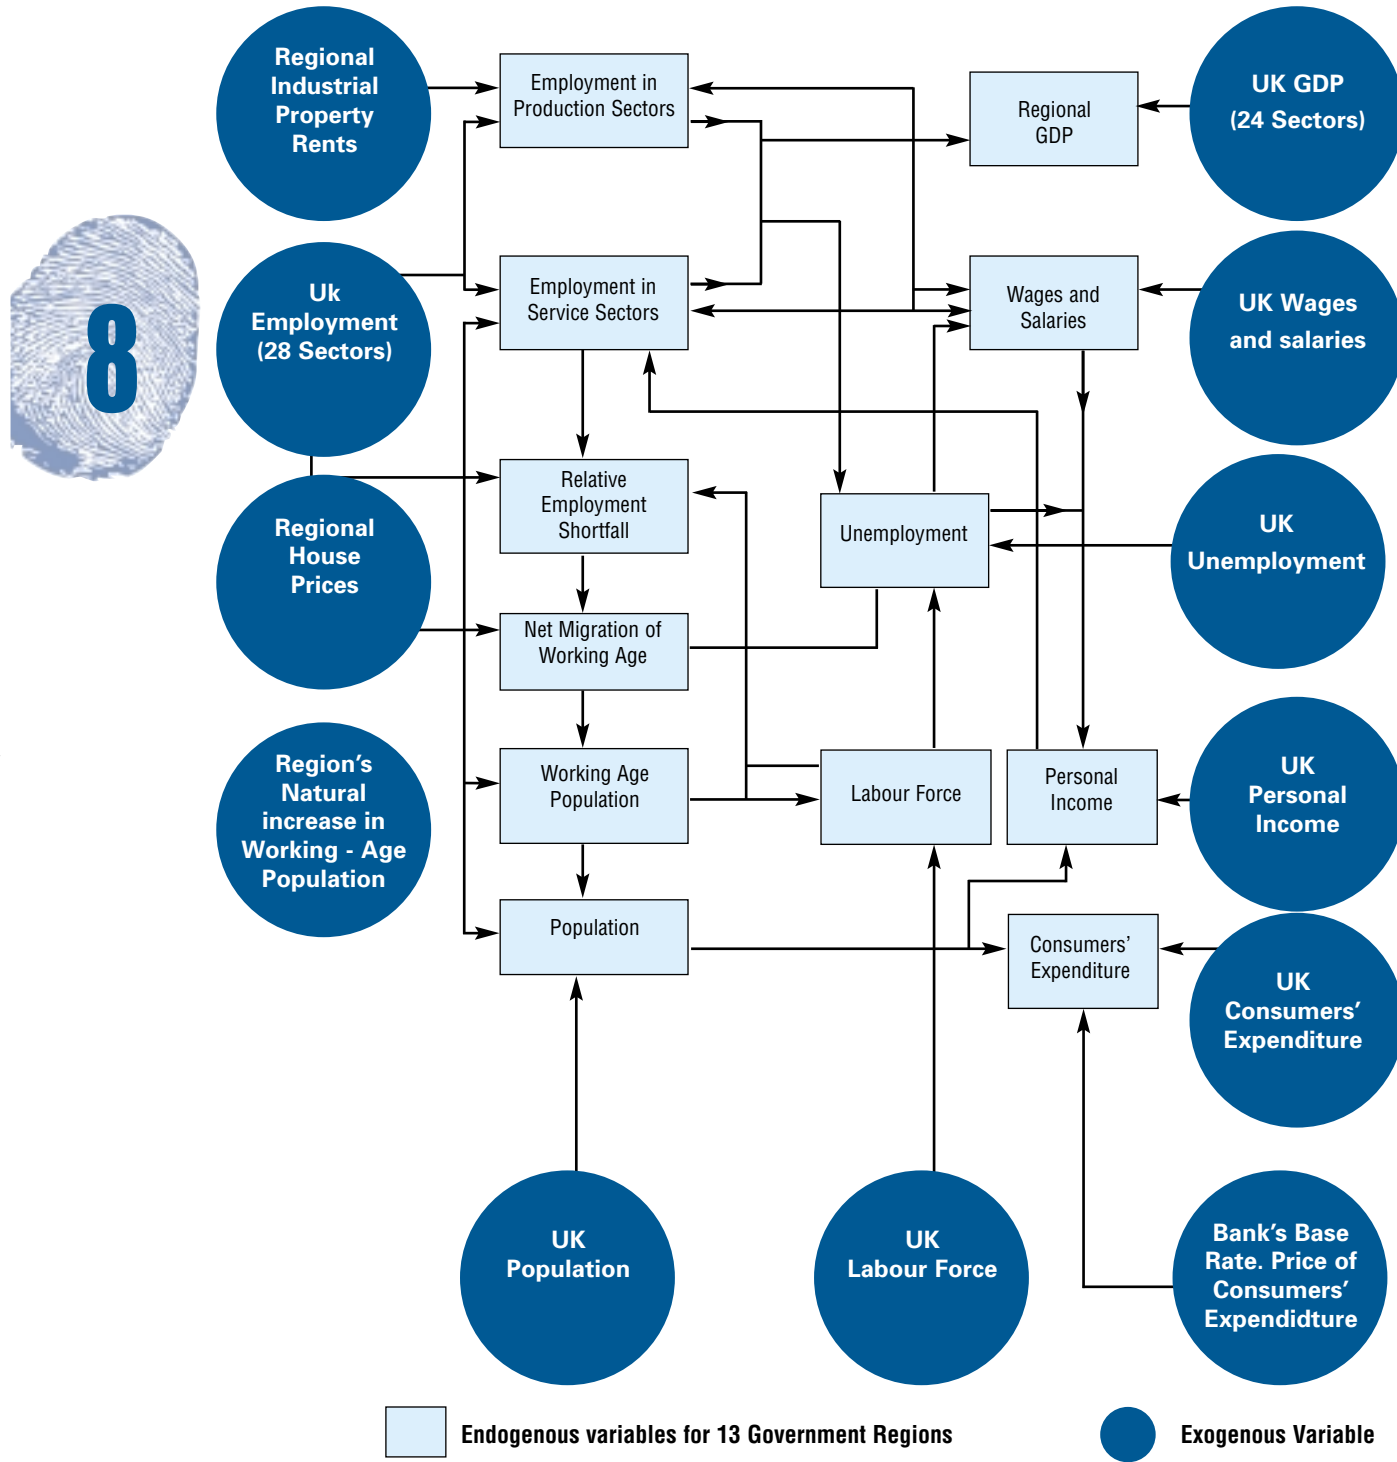 Regional
Industrial
Property
Rents
Employment in
Production Sectors
Regional
GDP
UK GDP
(24 Sectors)
8
Uk
Employment
(28 Sectors)
Employment in
Service Sectors
Wages and
Salaries
UK Wages
and salaries
Regional
House
Prices
Relative
Employment
Shortfall
Unemployment
UK
Unemployment
Net Migration of
Working Age
Region's
Natural
increase in
Working - Age
Population
Working Age
Population
Labour Force
Personal
Income
UK
Personal
Income
Population
Consumers'
Expenditure
UK
Consumers'
Expenditure
UK
Population
UK
Labour Force
Bank's Base
Rate. Price of
Consumers'
Expendidture
Endogenous variables for 13 Government Regions
Exogenous Variable